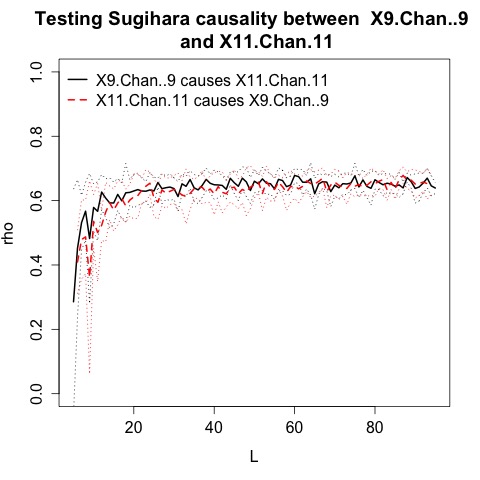 Testing Sugihara causality between X9.Chan..9
and X11.Chan.11
X9.Chan..9 causes X11.Chan.11
X11.Chan.11 causes X9.Chan..9
rho
1.0
0.8
0.6
0.4
0.2
0.0
20 40 60 80
L